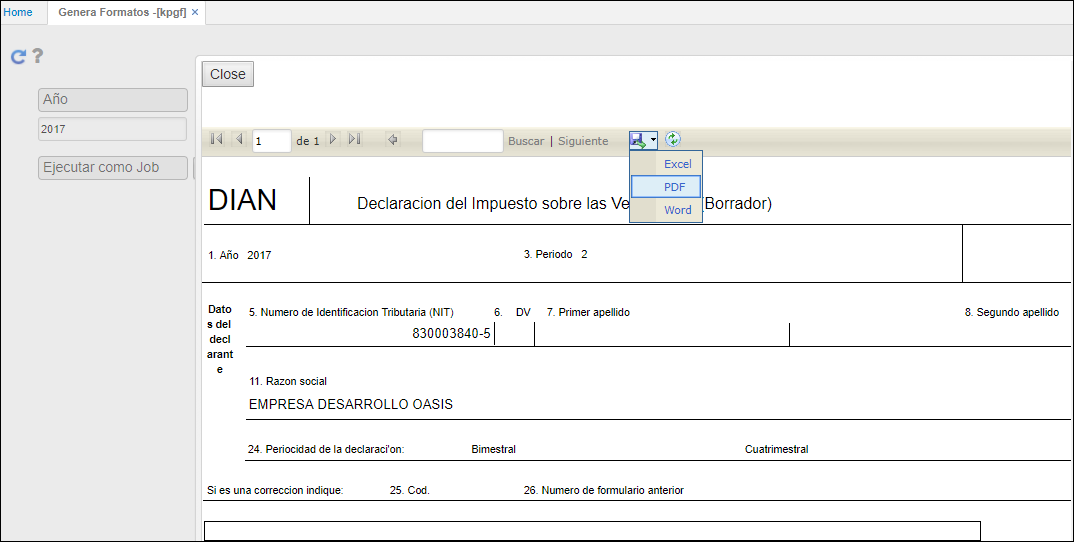 Home
Genera Formatos -[kpgf] ×
?
Close
Año
2017
Ejecutar como Job
1 de 1 Buscar | Siguiente
Excel
PDF
Word
DIAN
Declaracion del Impuesto sobre las Ve Borrador)
1. Año 2017 3. Periodo 2
Dato
s del
decl
arant
e
5. Numero de Identificacion Tributaria (NIT) 6. DV 7. Primer apellido 8. Segundo apellido
830003840-5
11. Razon social
EMPRESA DESARROLLO OASIS
24. Periocidad de la declaraci'on: Bimestral Cuatrimestral
Si es una correccion indique: 25. Cod. 26. Numero de formulario anterior